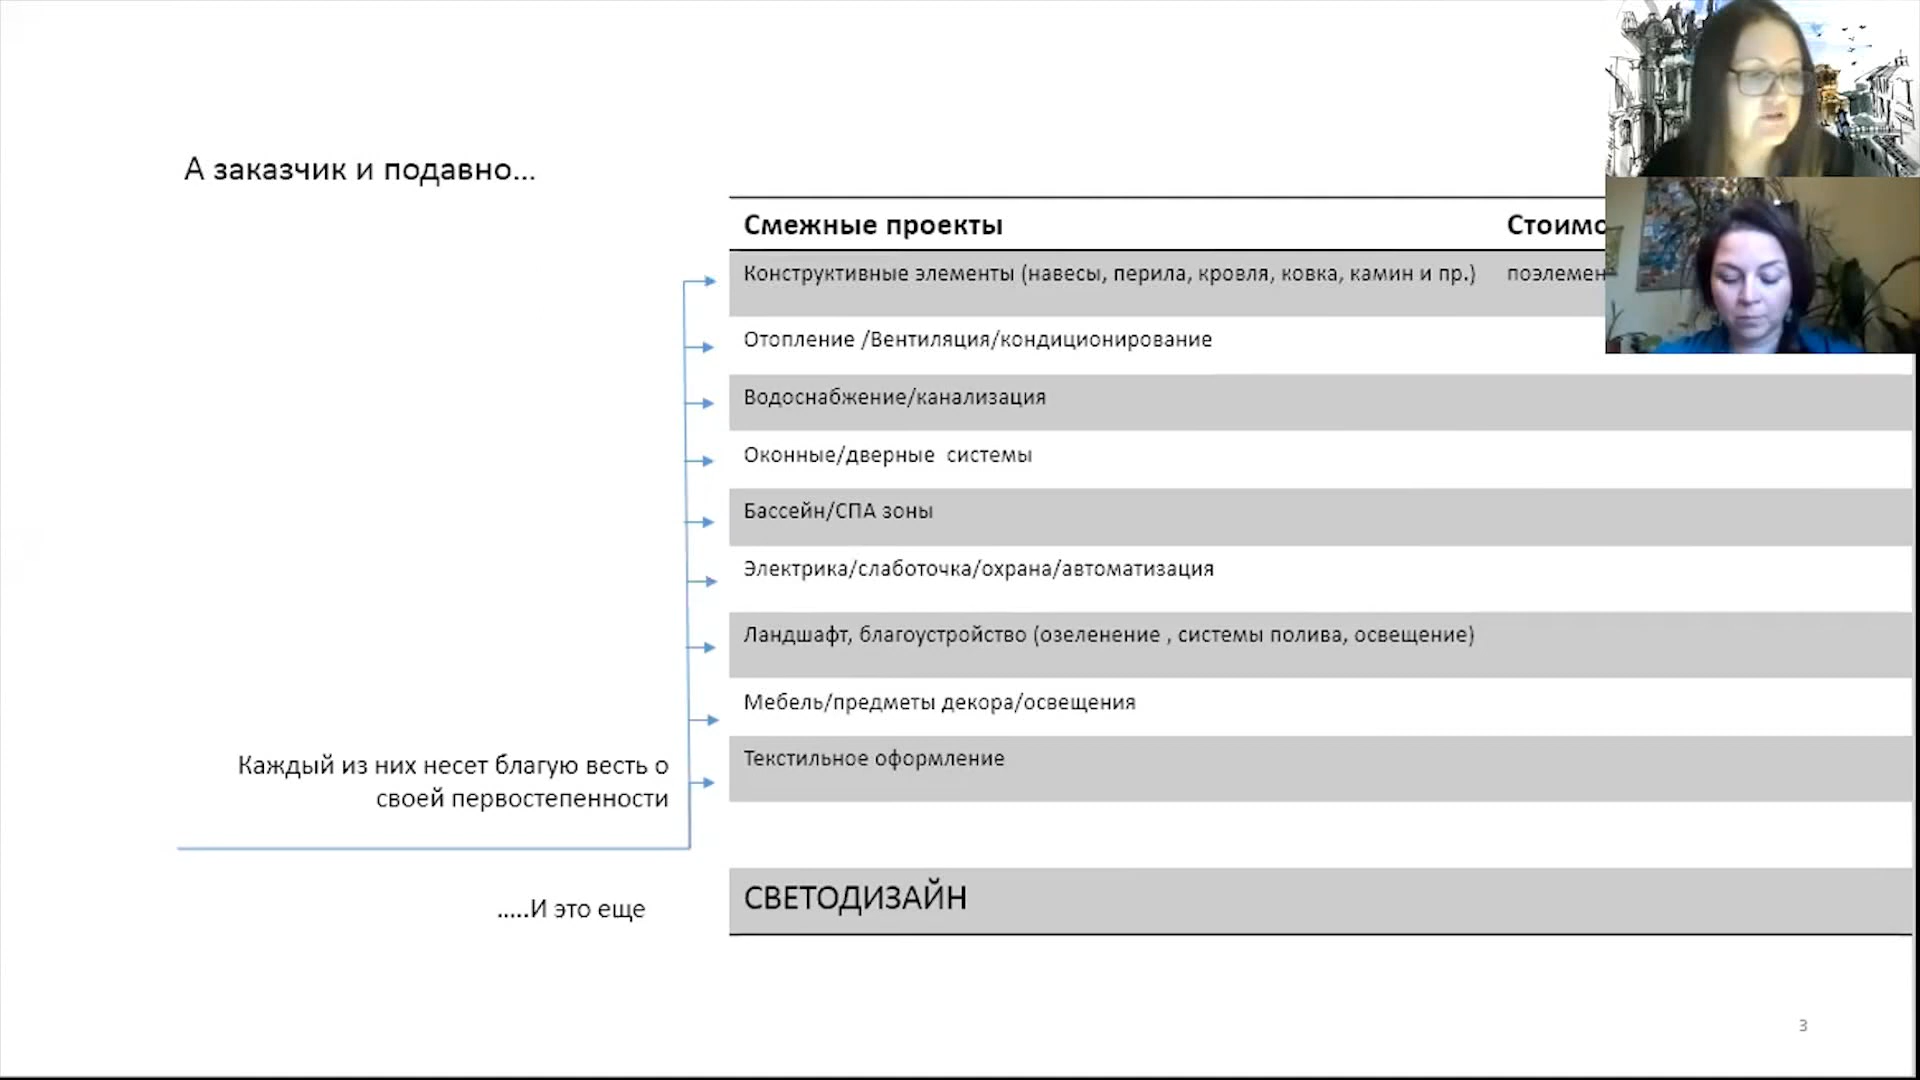 А заказчик и подавно...
Смежные проекты
Конструктивные элементы (навесы, перила, кровля, ковка, камин и пр.)
Отопление /Вентиляция/кондиционирование
Водоснабжение/канализация
Оконные/дверные системы
Бассейн/СПА зоны
Электрика/слаботочка/охрана/автоматизация
Ландшафт, благоустройство (озеленение , системы полива, освещение)
Мебель/предметы декора/освещения
Текстильное оформление
Каждый из них несет благую весть о
своей первостепенности
.....И это еще
СВЕТОДИЗАЙН
3